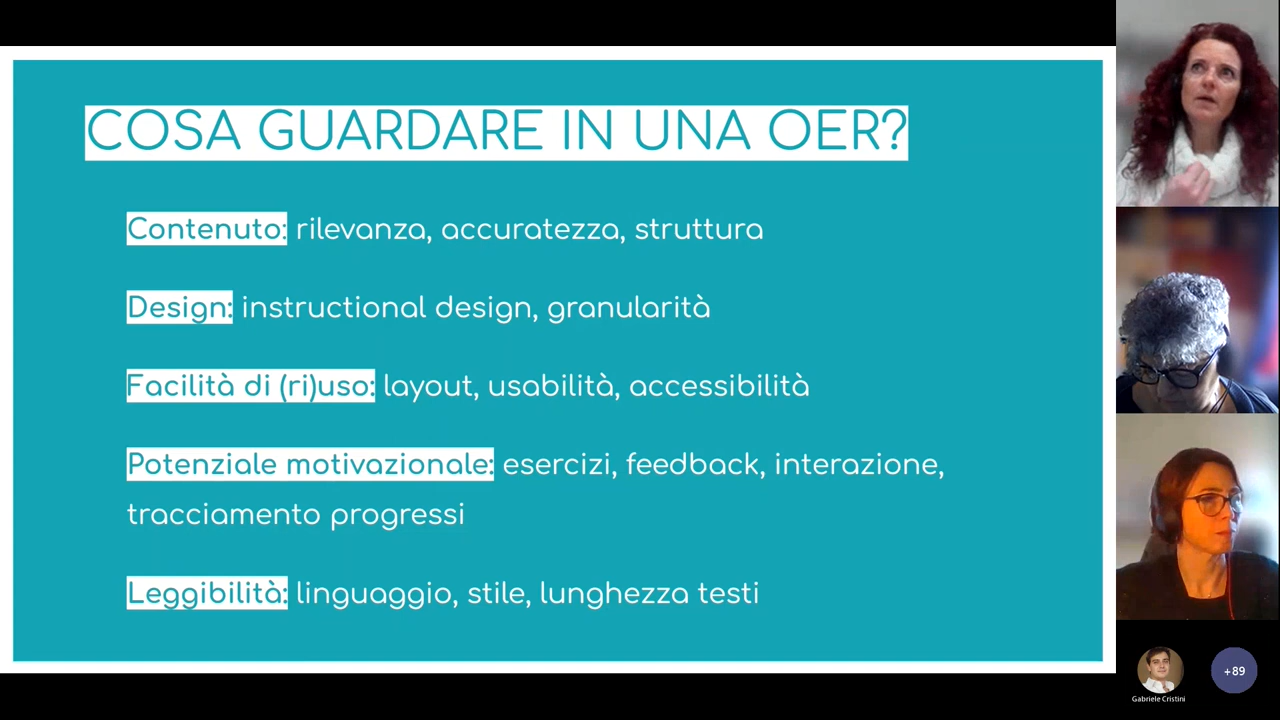 COSA GUARDARE IN UNA OER?
Contenuto: rilevanza, accuratezza, struttura
Design: instructional design, granularità
Facilità di (ri)uso: layout, usabilità, accessibilità
Potenziale motivazionale: esercizi, feedback, interazione,
tracciamento progressi
Leggibilità: linguaggio, stile, lunghezza testi
Gabriele Cristini
+89